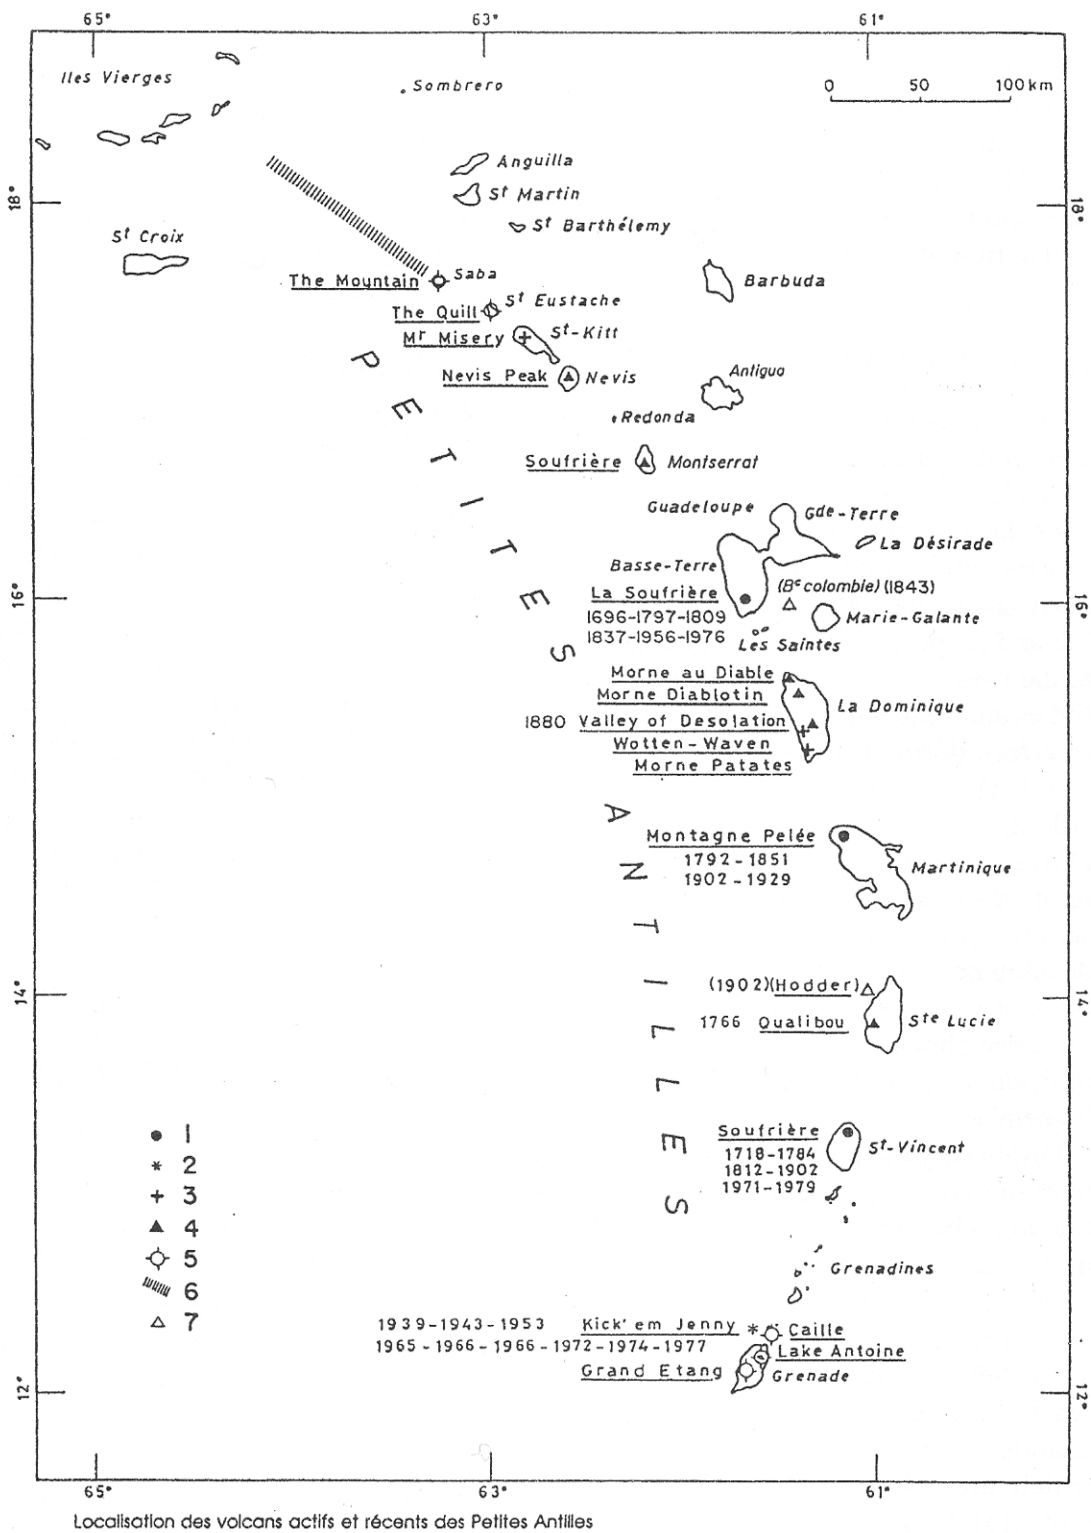 65° 63° 61°
Iles Vierges
Sombrero
0 50 100 km
Anguilla
18° 18°
St Martin
St Barthélemy
St Croix
The Mountain Saba
Barbuda
The Quill St Eustache
Mr Misery St-Kitt
Nevis Peak Nevis
Antigua
Redonda
Soufrière Montserrat
Guadeloupe Gde-Terre
La Désirade
Basse-Terre
La Soufrière (Be colombie) (1843)
16° 16°
1696-1797-1809 Marie-Galante
1837-1956-1976 Les Saintes
Morne au Diable
Morne Diablotin La Dominique
1880 Valley of Desolation
Wotten-Waven
Morne Patates
PETITES ANTILLES
Montagne Pelée
1792-1851 Martinique
1902-1929
14° 14°
(1902)(Hodder)
1766 Qualibou Ste Lucie
Soufrière
1718-1784 St-Vincent
1812-1902
1971-1979
1
2
3
4
5
6
7
Grenadines
1939-1943-1953 Kick'em Jenny Caille
1965-1966-1966-1972-1974-1977 Lake Antoine
Grand Etang Grenade
12° 12°
65° 63° 61°
Localisation des volcans actifs et récents des Petites Antilles